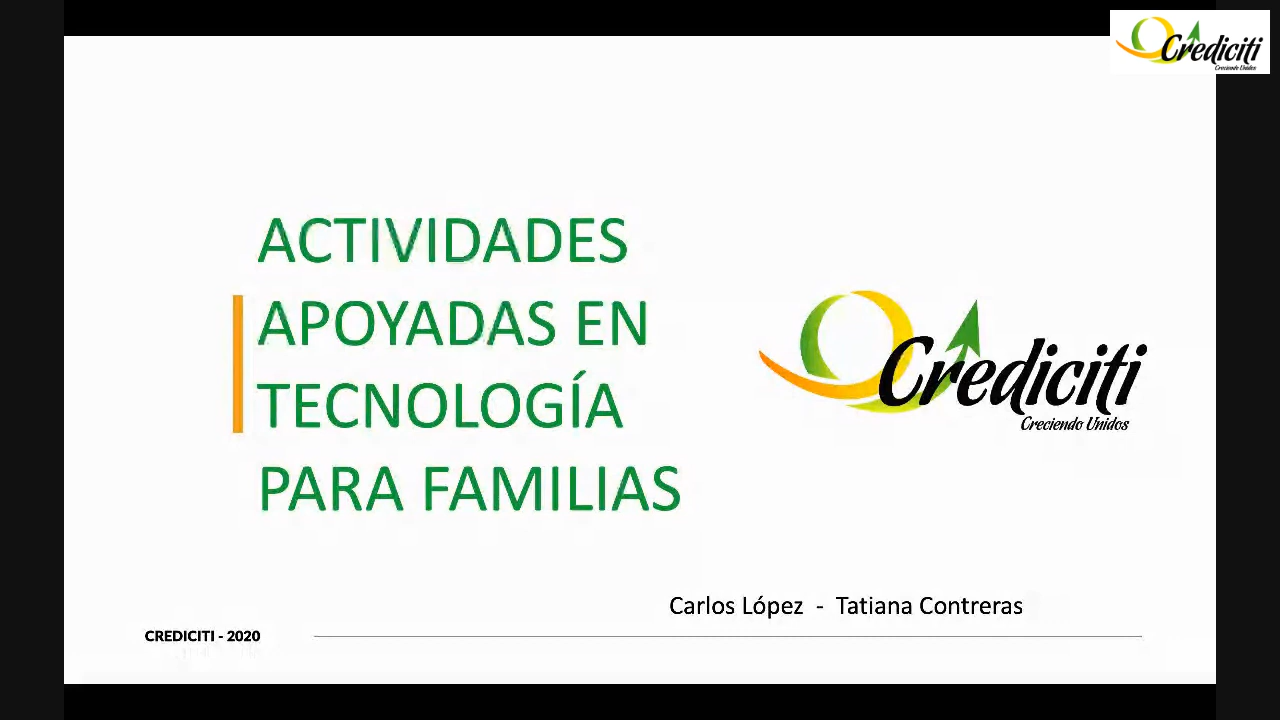 Crediciti
Creciendo Unidos
ACTIVIDADES
APOYADAS EN
TECNOLOGÍA
PARA FAMILIAS
Crediciti
Creciendo Unidos
Carlos López - Tatiana Contreras
CREDICITI - 2020